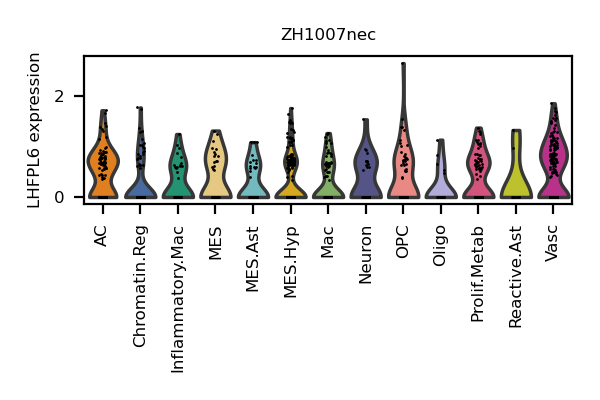 ZH1007nec
LHFPL6 expression
2
0
AC
Chromatin.Reg
Inflammatory.Mac
MES
MES.Ast
MES.Hyp
Mac
Neuron
OPC
Oligo
Prolif.Metab
Reactive.Ast
Vasc